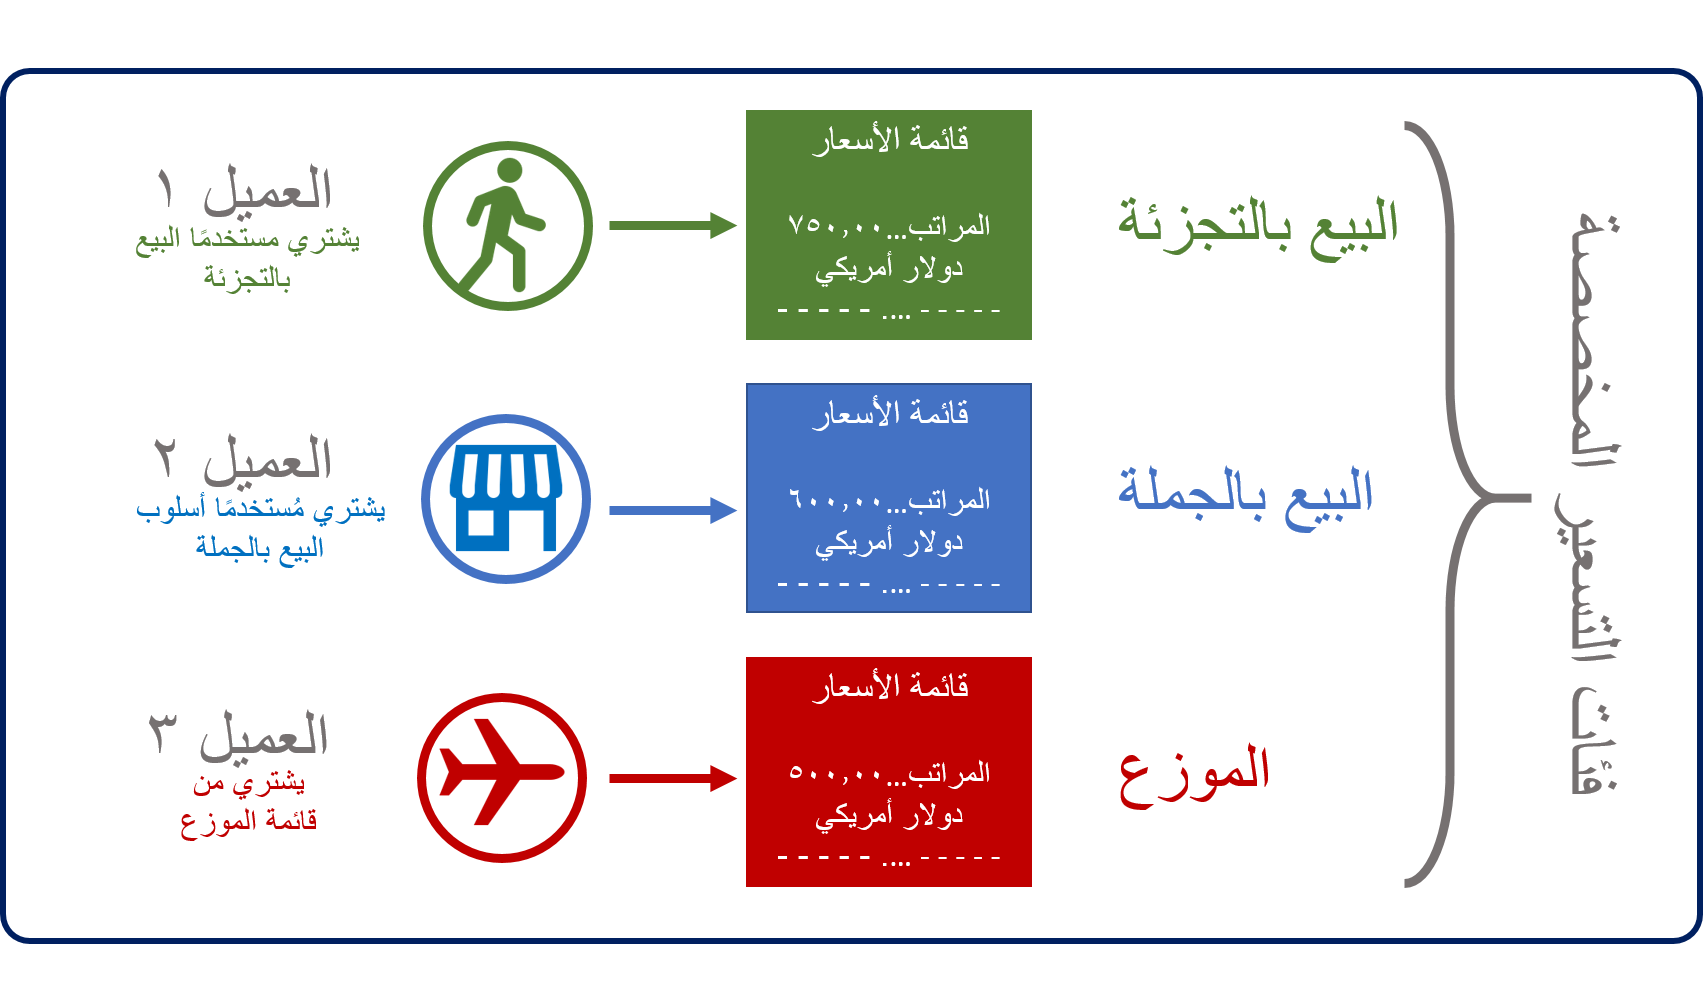 فئات التسعير المخصصة
البيع بالتجزئة
قائمة الأسعار
المراتب...٧٥٠,٠٠
دولار أمريكي
- - - - - .... - - - - -
العميل ١
يشتري مستخدمًا البيع
بالتجزئة
البيع بالجملة
قائمة الأسعار
المراتب...٦٠٠,٠٠
دولار أمريكي
- - - - - .... - - - - -
العميل ٢
يشتري مُستخدمًا أسلوب
البيع بالجملة
الموزع
قائمة الأسعار
المراتب...٥٠٠,٠٠
دولار أمريكي
- - - - - .... - - - - -
العميل ٣
يشتري من
قائمة الموزع